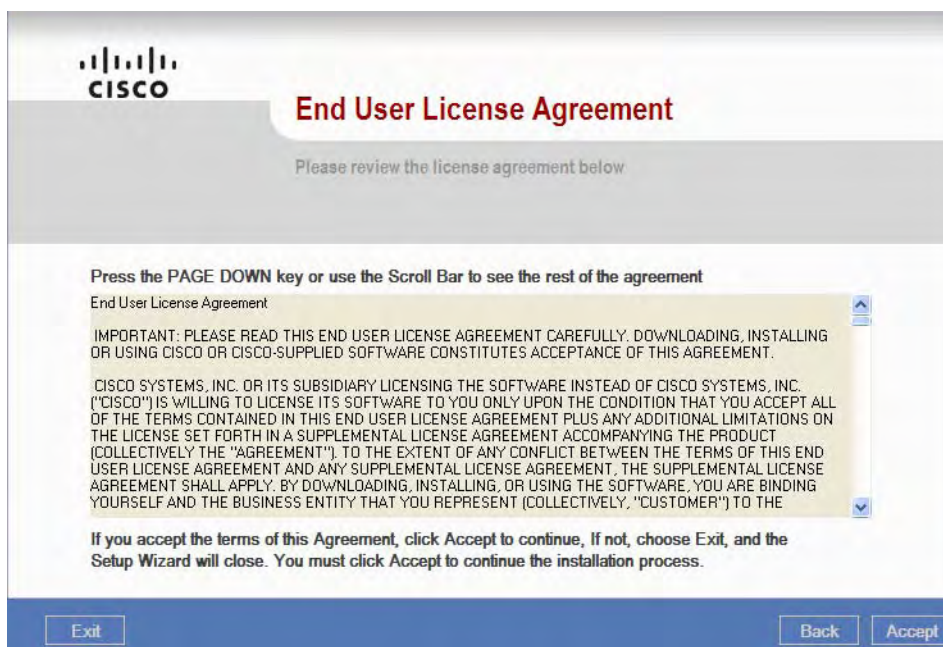 CISCO
End User License Agreement
Please review the license agreement below
Press the PAGE DOWN key or use the Scroll Bar to see the rest of the agreement
End User License Agreement
IMPORTANT: PLEASE READ THIS END USER LICENSE AGREEMENT CAREFULLY. DOWNLOADING, INSTALLING
OR USING CISCO OR CISCO-SUPPLIED SOFTWARE CONSTITUTES ACCEPTANCE OF THIS AGREEMENT.
CISCO SYSTEMS, INC. OR ITS SUBSIDIARY LICENSING THE SOFTWARE INSTEAD OF CISCO SYSTEMS, INC.
("CISCO") IS WILLING TO LICENSE ITS SOFTWARE TO YOU ONLY UPON THE CONDITION THAT YOU ACCEPT ALL
OF THE TERMS CONTAINED IN THIS END USER LICENSE AGREEMENT PLUS ANY ADDITIONAL LIMITATIONS ON
THE LICENSE SET FORTH IN A SUPPLEMENTAL LICENSE AGREEMENT ACCOMPANYING THE PRODUCT
(COLLECTIVELY THE "AGREEMENT"). TO THE EXTENT OF ANY CONFLICT BETWEEN THE TERMS OF THIS END
USER LICENSE AGREEMENT AND ANY SUPPLEMENTAL LICENSE AGREEMENT, THE SUPPLEMENTAL LICENSE
AGREEMENT SHALL APPLY. BY DOWNLOADING, INSTALLING, OR USING THE SOFTWARE, YOU ARE BINDING
YOURSELF AND THE BUSINESS ENTITY THAT YOU REPRESENT (COLLECTIVELY, "CUSTOMER") TO THE
If you accept the terms of this Agreement, click Accept to continue, If not, choose Exit, and the
Setup Wizard will close. You must click Accept to continue the installation process.
Exit
Back
Accept